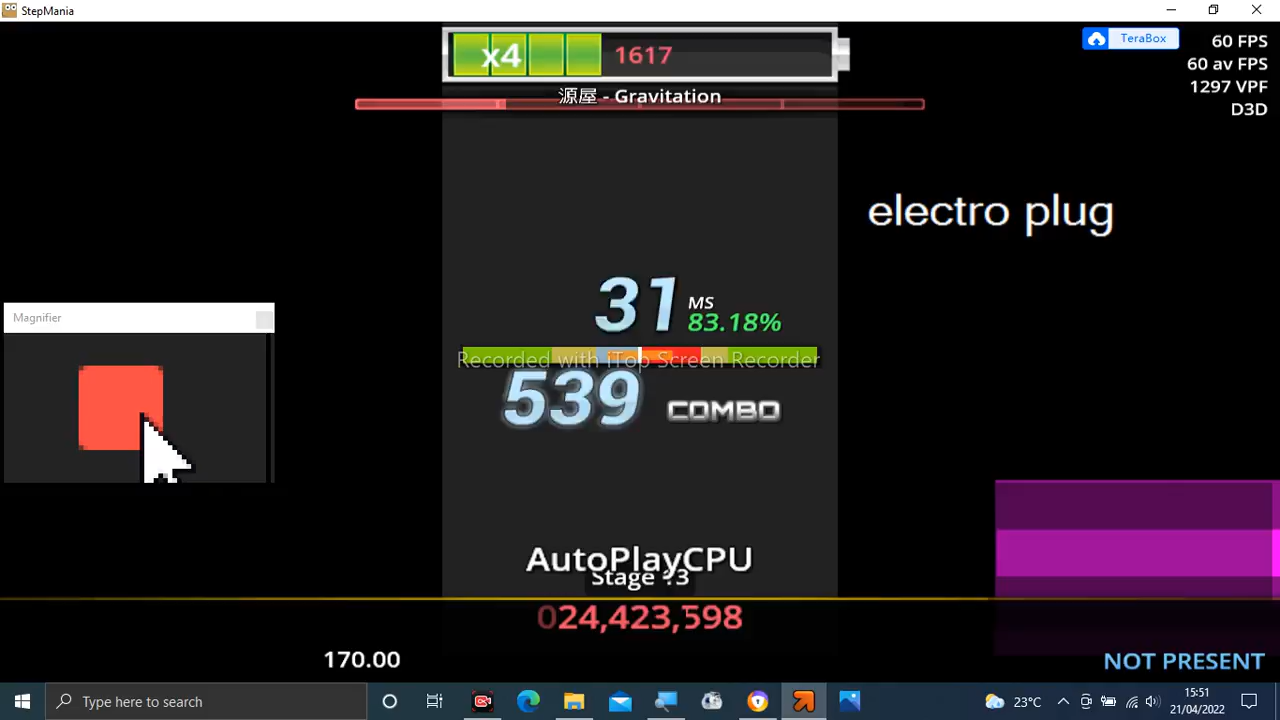 StepMania
x4
1617
源屋 - Gravitation
TeraBox
60 FPS
60 av FPS
1297 VPF
D3D
electro plug
31 MS
83.18%
Magnifier
Recorded with iTop Screen Recorder
539 COMBO
AutoPlayCPU
Stage 13
024,423,598
170.00
NOT PRESENT
Type here to search
23°C
15:51
21/04/2022